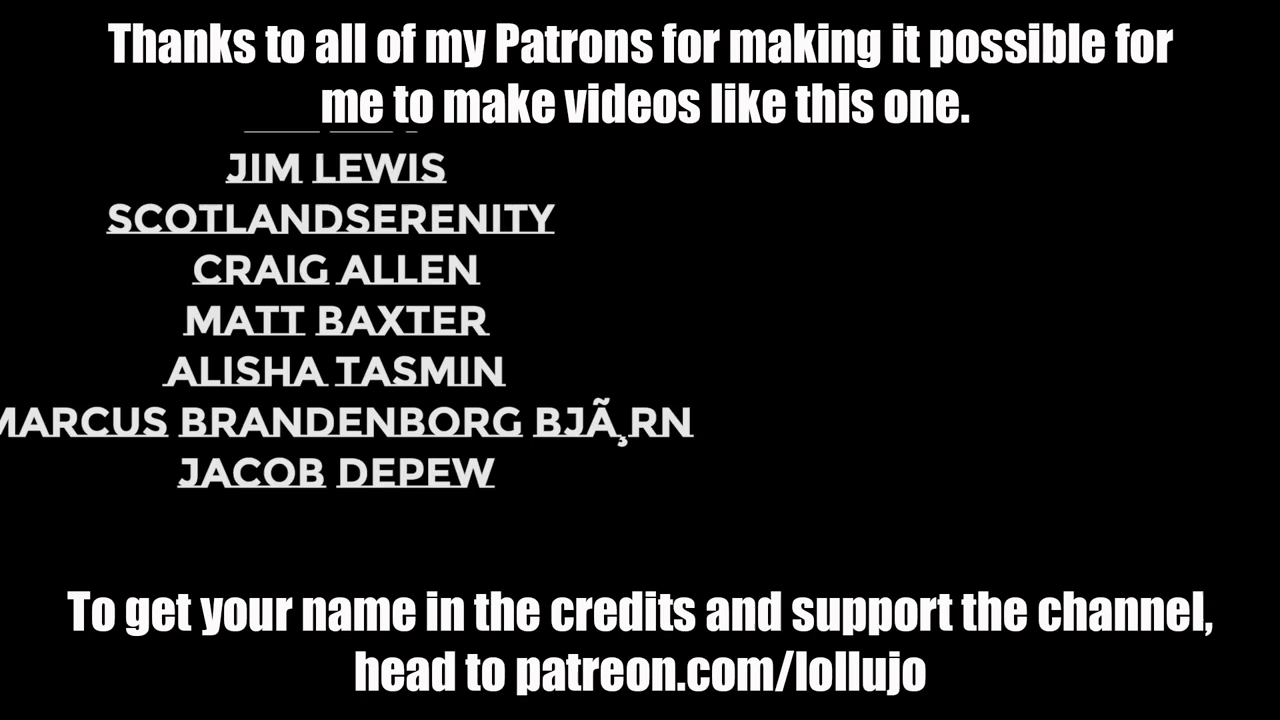 Thanks to all of my Patrons for making it possible for
me to make videos like this one.
JIM LEWIS
SCOTLANDSERENITY
CRAIG ALLEN
MATT BAXTER
ALISHA TASMIN
MARCUS BRANDENBORG BJÃ¸RN
JACOB DEPEW
To get your name in the credits and support the channel,
head to patreon.com/lollujo